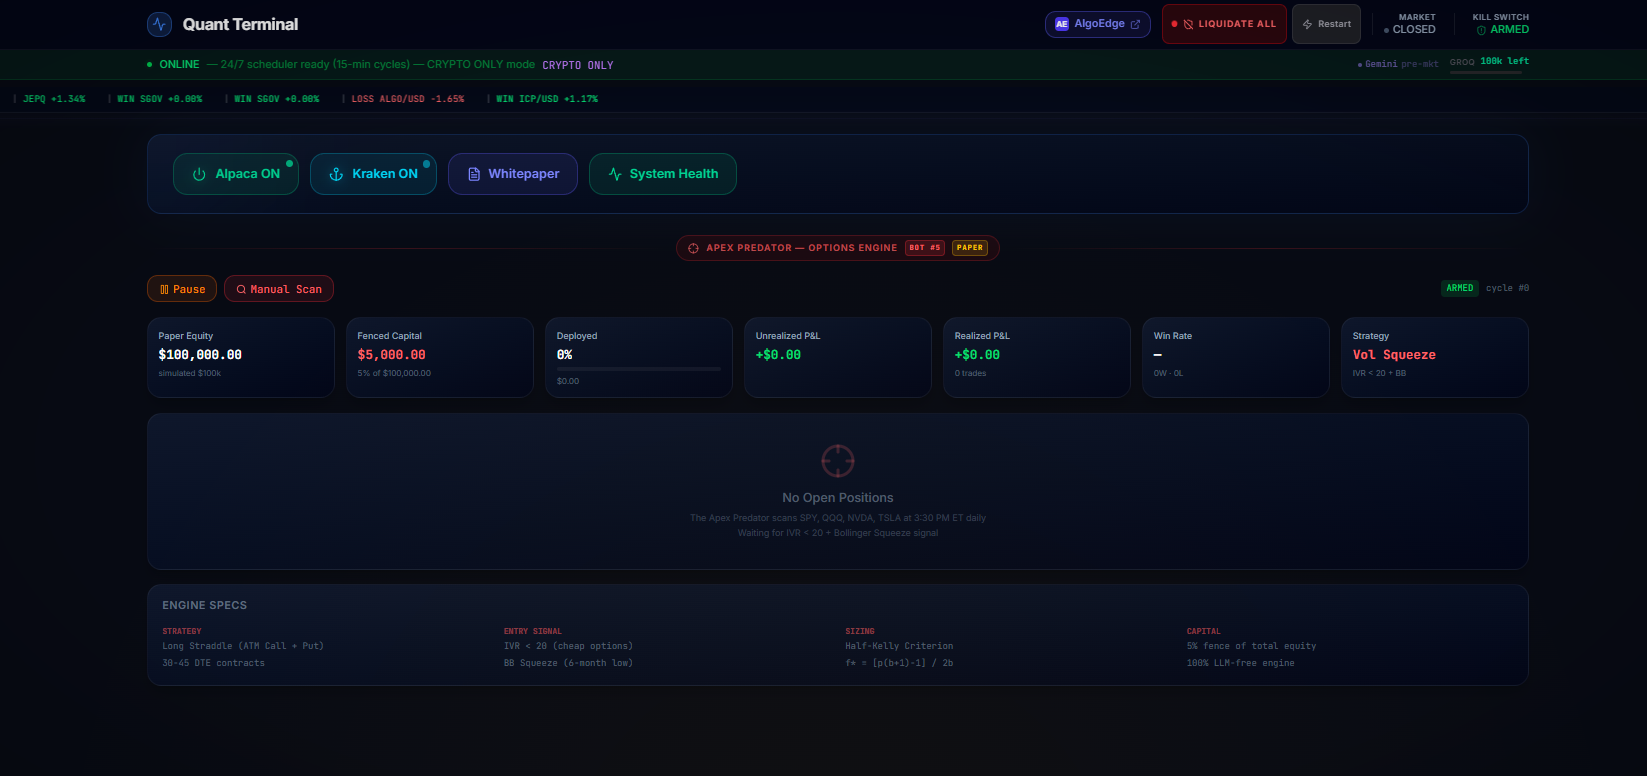 Quant Terminal
AE AlgoEdge
LIQUIDATE ALL
Restart
MARKET
CLOSED
KILL SWITCH
ARMED
ONLINE — 24/7 scheduler ready (15-min cycles) — CRYPTO ONLY mode CRYPTO ONLY
Gemini pre-mkt
GROQ 100k left
| JEPQ +1.34% | WIN SGOV +0.00% | WIN SGOV +0.00% | LOSS ALGO/USD -1.65% | WIN ICP/USD +1.17%
Alpaca ON
Kraken ON
Whitepaper
System Health
APEX PREDATOR — OPTIONS ENGINE BOT #5 PAPER
Pause
Manual Scan
ARMED cycle #0
Paper Equity
$100,000.00
simulated $100k
Fenced Capital
$5,000.00
5% of $100,000.00
Deployed
0%
$0.00
Unrealized P&L
+$0.00
Realized P&L
+$0.00
0 trades
Win Rate
—
0W · 0L
Strategy
Vol Squeeze
IVR < 20 + BB
No Open Positions
The Apex Predator scans SPY, QQQ, NVDA, TSLA at 3:30 PM ET daily
Waiting for IVR < 20 + Bollinger Squeeze signal
ENGINE SPECS
STRATEGY
Long Straddle (ATM Call + Put)
30-45 DTE contracts
ENTRY SIGNAL
IVR < 20 (cheap options)
BB Squeeze (6-month low)
SIZING
Half-Kelly Criterion
f* = [p(b+1)-1] / 2b
CAPITAL
5% fence of total equity
100% LLM-free engine